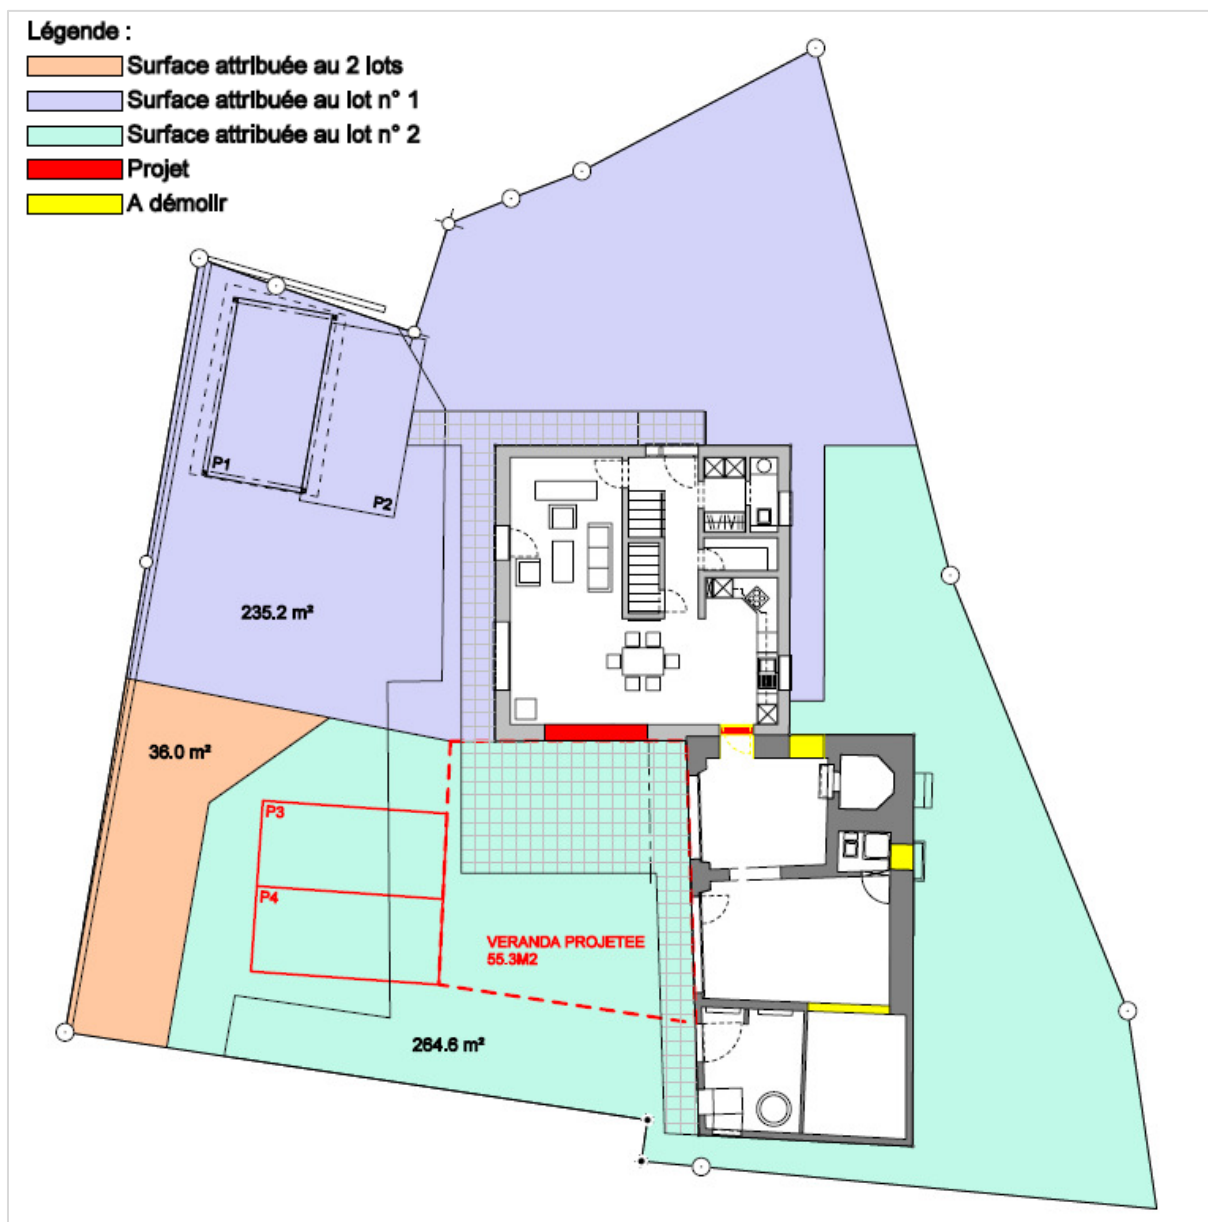 Légende :
Surface attribuée au 2 lots
Surface attribuée au lot n° 1
Surface attribuée au lot n° 2
Projet
A démolir
P1
P2
235.2 m²
36.0 m²
P3
P4
VERANDA PROJETEE
55.3M2
264.6 m²